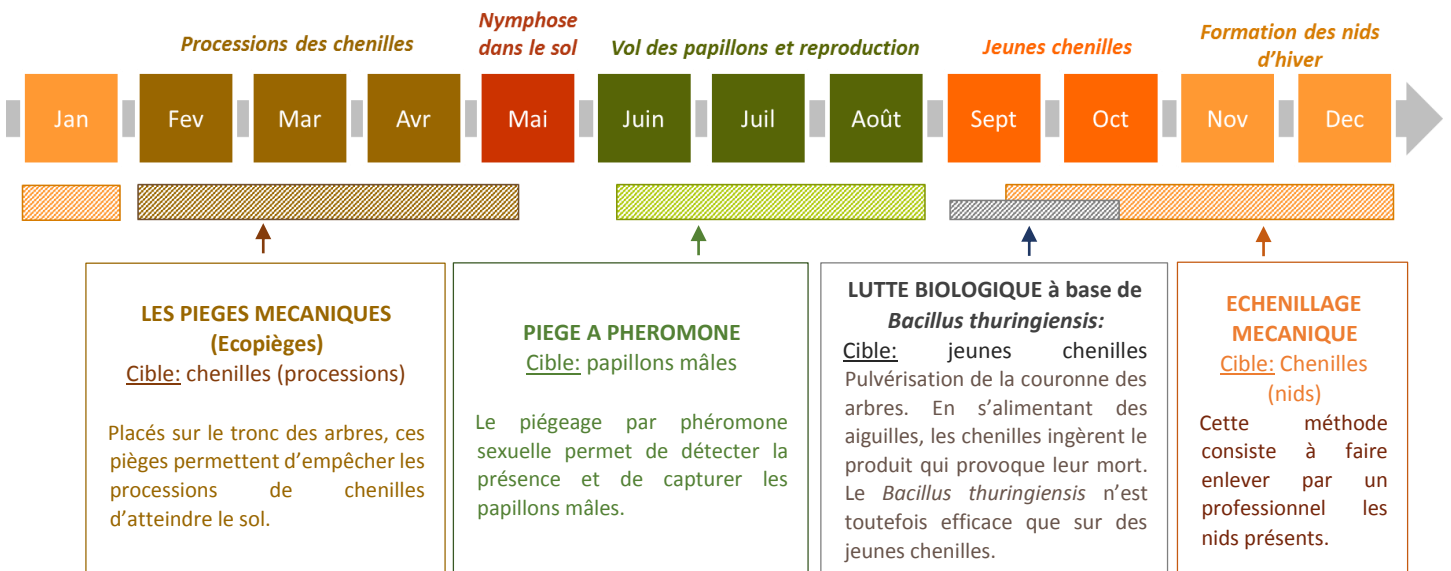 Processions des chenilles
Nymphose
dans le sol
Vol des papillons et reproduction
Jeunes chenilles
Formation des nids
d’hiver
Jan
Fev
Mar
Avr
Mai
Juin
Juil
Août
Sept
Oct
Nov
Dec
LES PIEGES MECANIQUES
(Ecopièges)
Cible: chenilles (processions)
Placés sur le tronc des arbres, ces
pièges permettent d’empêcher les
processions de chenilles
d’atteindre le sol.
PIEGE A PHEROMONE
Cible: papillons mâles
Le piégeage par phéromone
sexuelle permet de détecter la
présence et de capturer les
papillons mâles.
LUTTE BIOLOGIQUE à base de
Bacillus thuringiensis:
Cible: jeunes chenilles
Pulvérisation de la couronne des
arbres. En s’alimentant des
aiguilles, les chenilles ingèrent le
produit qui provoque leur mort.
Le Bacillus thuringiensis n’est
toutefois efficace que sur des
jeunes chenilles.
ECHENILLAGE
MECANIQUE
Cible: Chenilles
(nids)
Cette méthode
consiste à faire
enlever par un
professionnel les
nids présents.